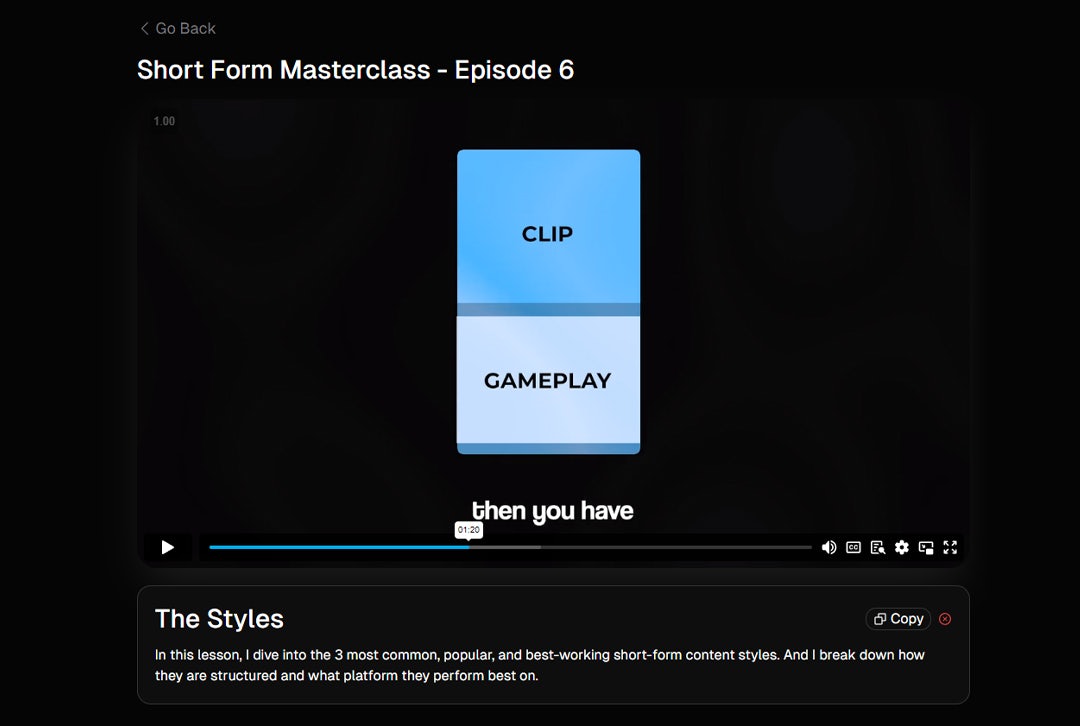 Go Back
Short Form Masterclass - Episode 6
1.00
CLIP
GAMEPLAY
then you have
01:20
CC
The Styles
Copy
In this lesson, I dive into the 3 most common, popular, and best-working short-form content styles. And I break down how
they are structured and what platform they perform best on.